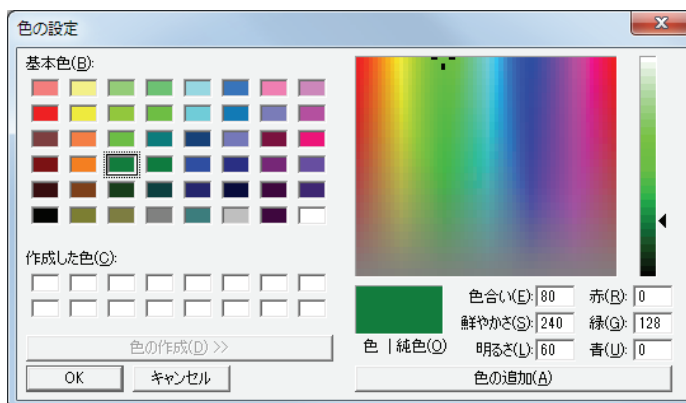 色の設定
基本色(B):
作成した色(C):
色の作成(D) >>
OK キャンセル
色 | 純色(O)
色合い(E): 80 赤(R): 0
鮮やかさ(S): 240 緑(G): 128
明るさ(L): 60 青(U): 0
色の追加(A)